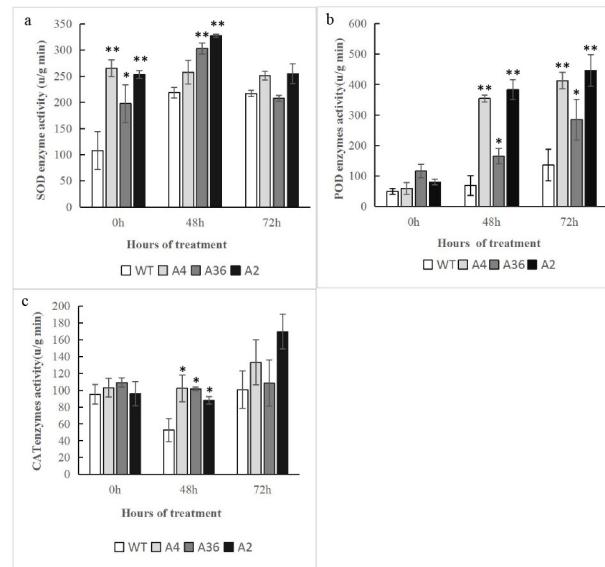 a
SOD enzyme activity (u/g min)
350
300
250
200
150
100
50
0
** * ** ** **
0h 48h 72h
Hours of treatment
WT A4 A36 A2
b
POD enzymes activity(u/g min)
600
500
400
300
200
100
0
** * ** ** * **
0h 48h 72h
Hours of treatment
WT A4 A36 A2
c
CATenzymes activity(u/g min)
200
180
160
140
120
100
80
60
40
20
0
* * *
0h 48h 72h
Hours of treatment
WT A4 A36 A2